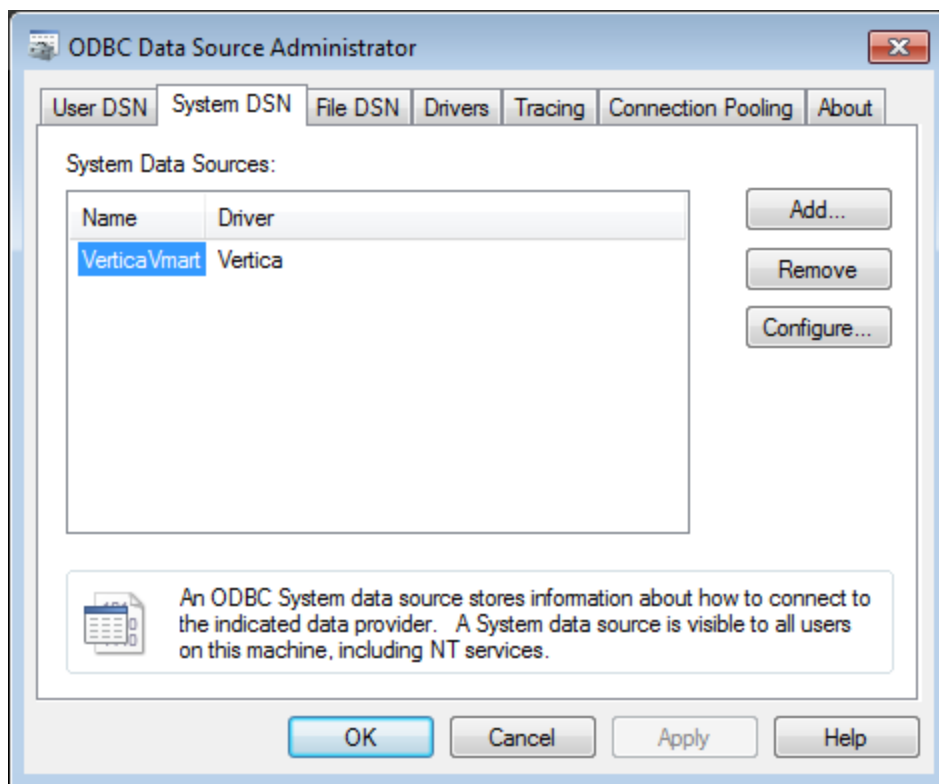 ODBC Data Source Administrator
User DSN System DSN File DSN Drivers Tracing Connection Pooling About
System Data Sources:
Name Driver
VerticaVmart Vertica
Add...
Remove
Configure...
An ODBC System data source stores information about how to connect to
the indicated data provider. A System data source is visible to all users
on this machine, including NT services.
OK Cancel Apply Help